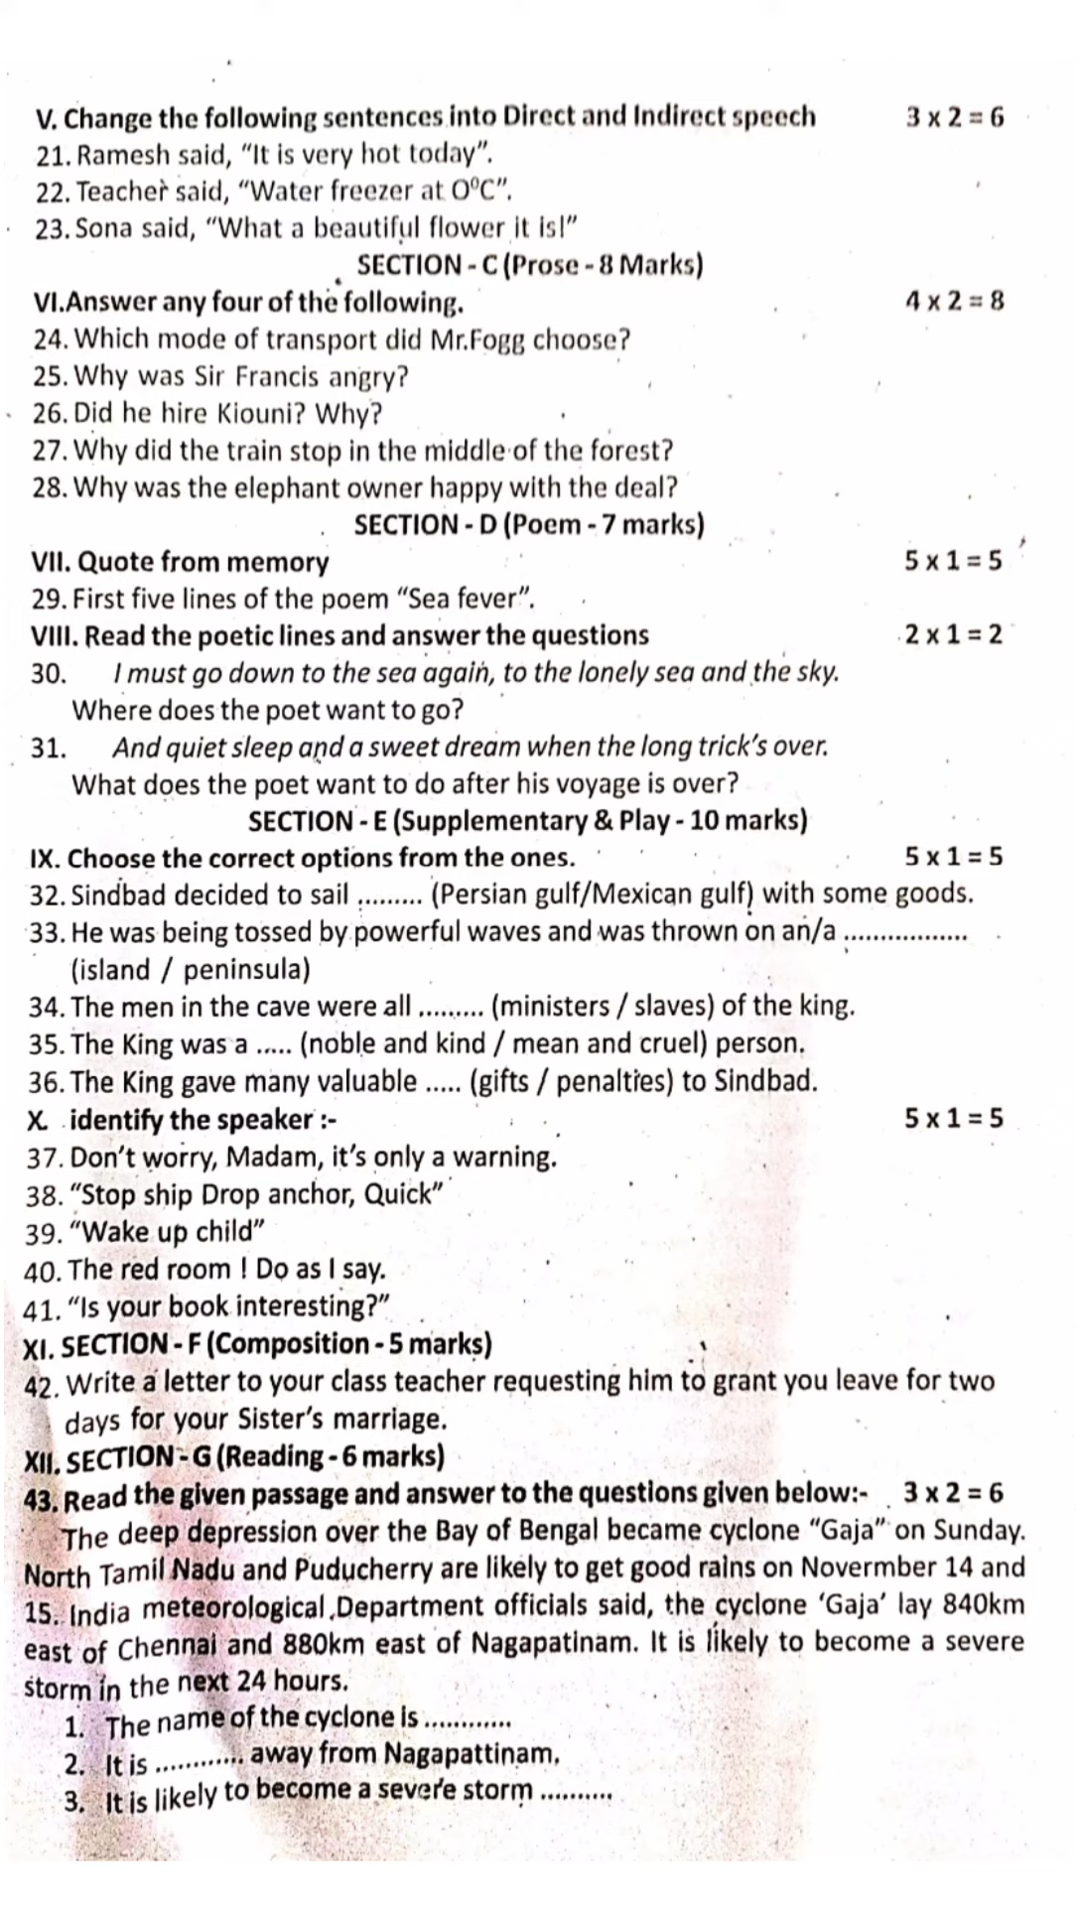 V. Change the following sentences into Direct and Indirect speech 3 x 2 = 6
21. Ramesh said, “It is very hot today”.
22. Teacher said, “Water freezer at O⁰C”.
23. Sona said, “What a beautiful flower it is!”
SECTION - C (Prose - 8 Marks)
VI.Answer any four of the following. 4 x 2 = 8
24. Which mode of transport did Mr.Fogg choose?
25. Why was Sir Francis angry?
26. Did he hire Kiouni? Why?
27. Why did the train stop in the middle of the forest?
28. Why was the elephant owner happy with the deal?
SECTION - D (Poem - 7 marks)
VII. Quote from memory 5 x 1 = 5
29. First five lines of the poem “Sea fever”.
VIII. Read the poetic lines and answer the questions 2 x 1 = 2
30. I must go down to the sea again, to the lonely sea and the sky.
Where does the poet want to go?
31. And quiet sleep and a sweet dream when the long trick’s over.
What does the poet want to do after his voyage is over?
SECTION - E (Supplementary & Play - 10 marks)
IX. Choose the correct options from the ones. 5 x 1 = 5
32. Sindbad decided to sail ......... (Persian gulf/Mexican gulf) with some goods.
33. He was being tossed by powerful waves and was thrown on an/a .................
(island / peninsula)
34. The men in the cave were all ......... (ministers / slaves) of the king.
35. The King was a ..... (noble and kind / mean and cruel) person.
36. The King gave many valuable ..... (gifts / penalties) to Sindbad.
X. identify the speaker :- 5 x 1 = 5
37. Don’t worry, Madam, it’s only a warning.
38. “Stop ship Drop anchor, Quick”
39. “Wake up child”
40. The red room ! Do as I say.
41. “Is your book interesting?”
XI. SECTION - F (Composition - 5 marks)
42. Write a letter to your class teacher requesting him to grant you leave for two
days for your Sister’s marriage.
XII. SECTION - G (Reading - 6 marks)
43. Read the given passage and answer to the questions given below:- 3 x 2 = 6
The deep depression over the Bay of Bengal became cyclone “Gaja” on Sunday.
North Tamil Nadu and Puducherry are likely to get good rains on Novermber 14 and
15. India meteorological Department officials said, the cyclone ‘Gaja’ lay 840km
east of Chennai and 880km east of Nagapatinam. It is likely to become a severe
storm in the next 24 hours.
1. The name of the cyclone is ............
2. It is ............ away from Nagapattinam.
3. It is likely to become a severe storm ..........